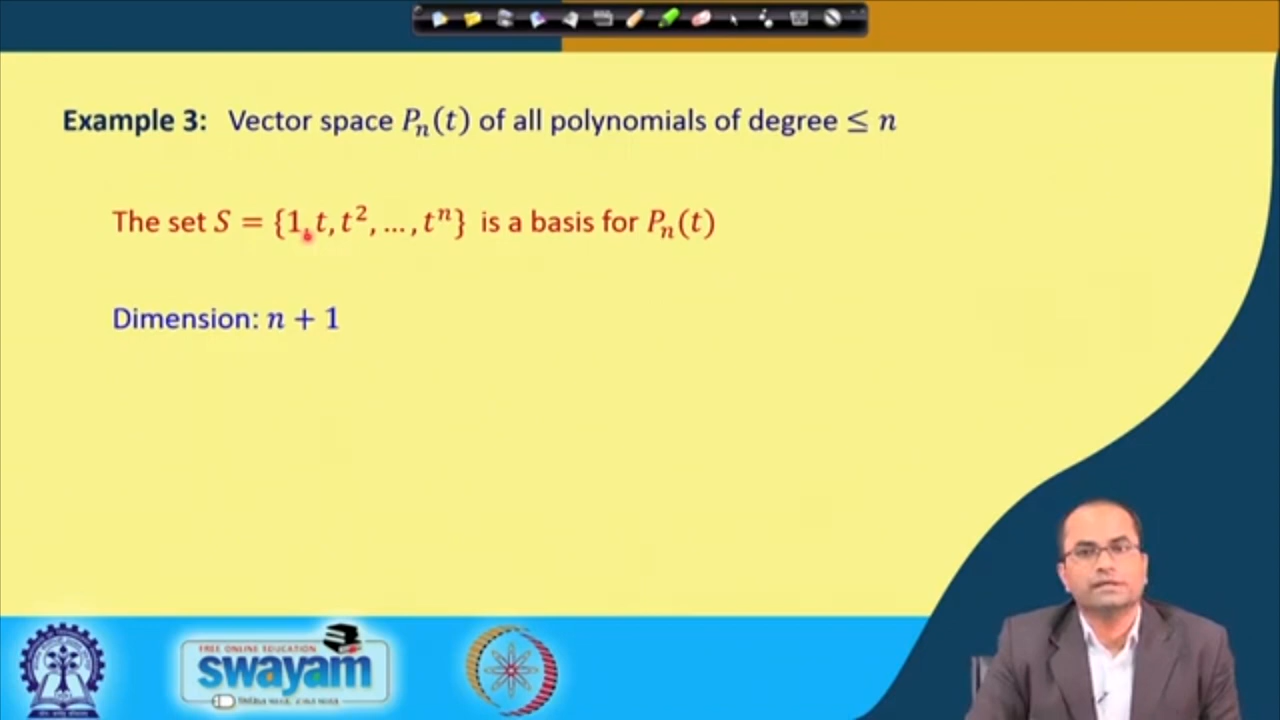 Example 3: Vector space Pₙ(t) of all polynomials of degree ≤ n
The set S = {1, t, t², …, tⁿ} is a basis for Pₙ(t)
Dimension: n + 1
FREE ONLINE EDUCATION
swayam